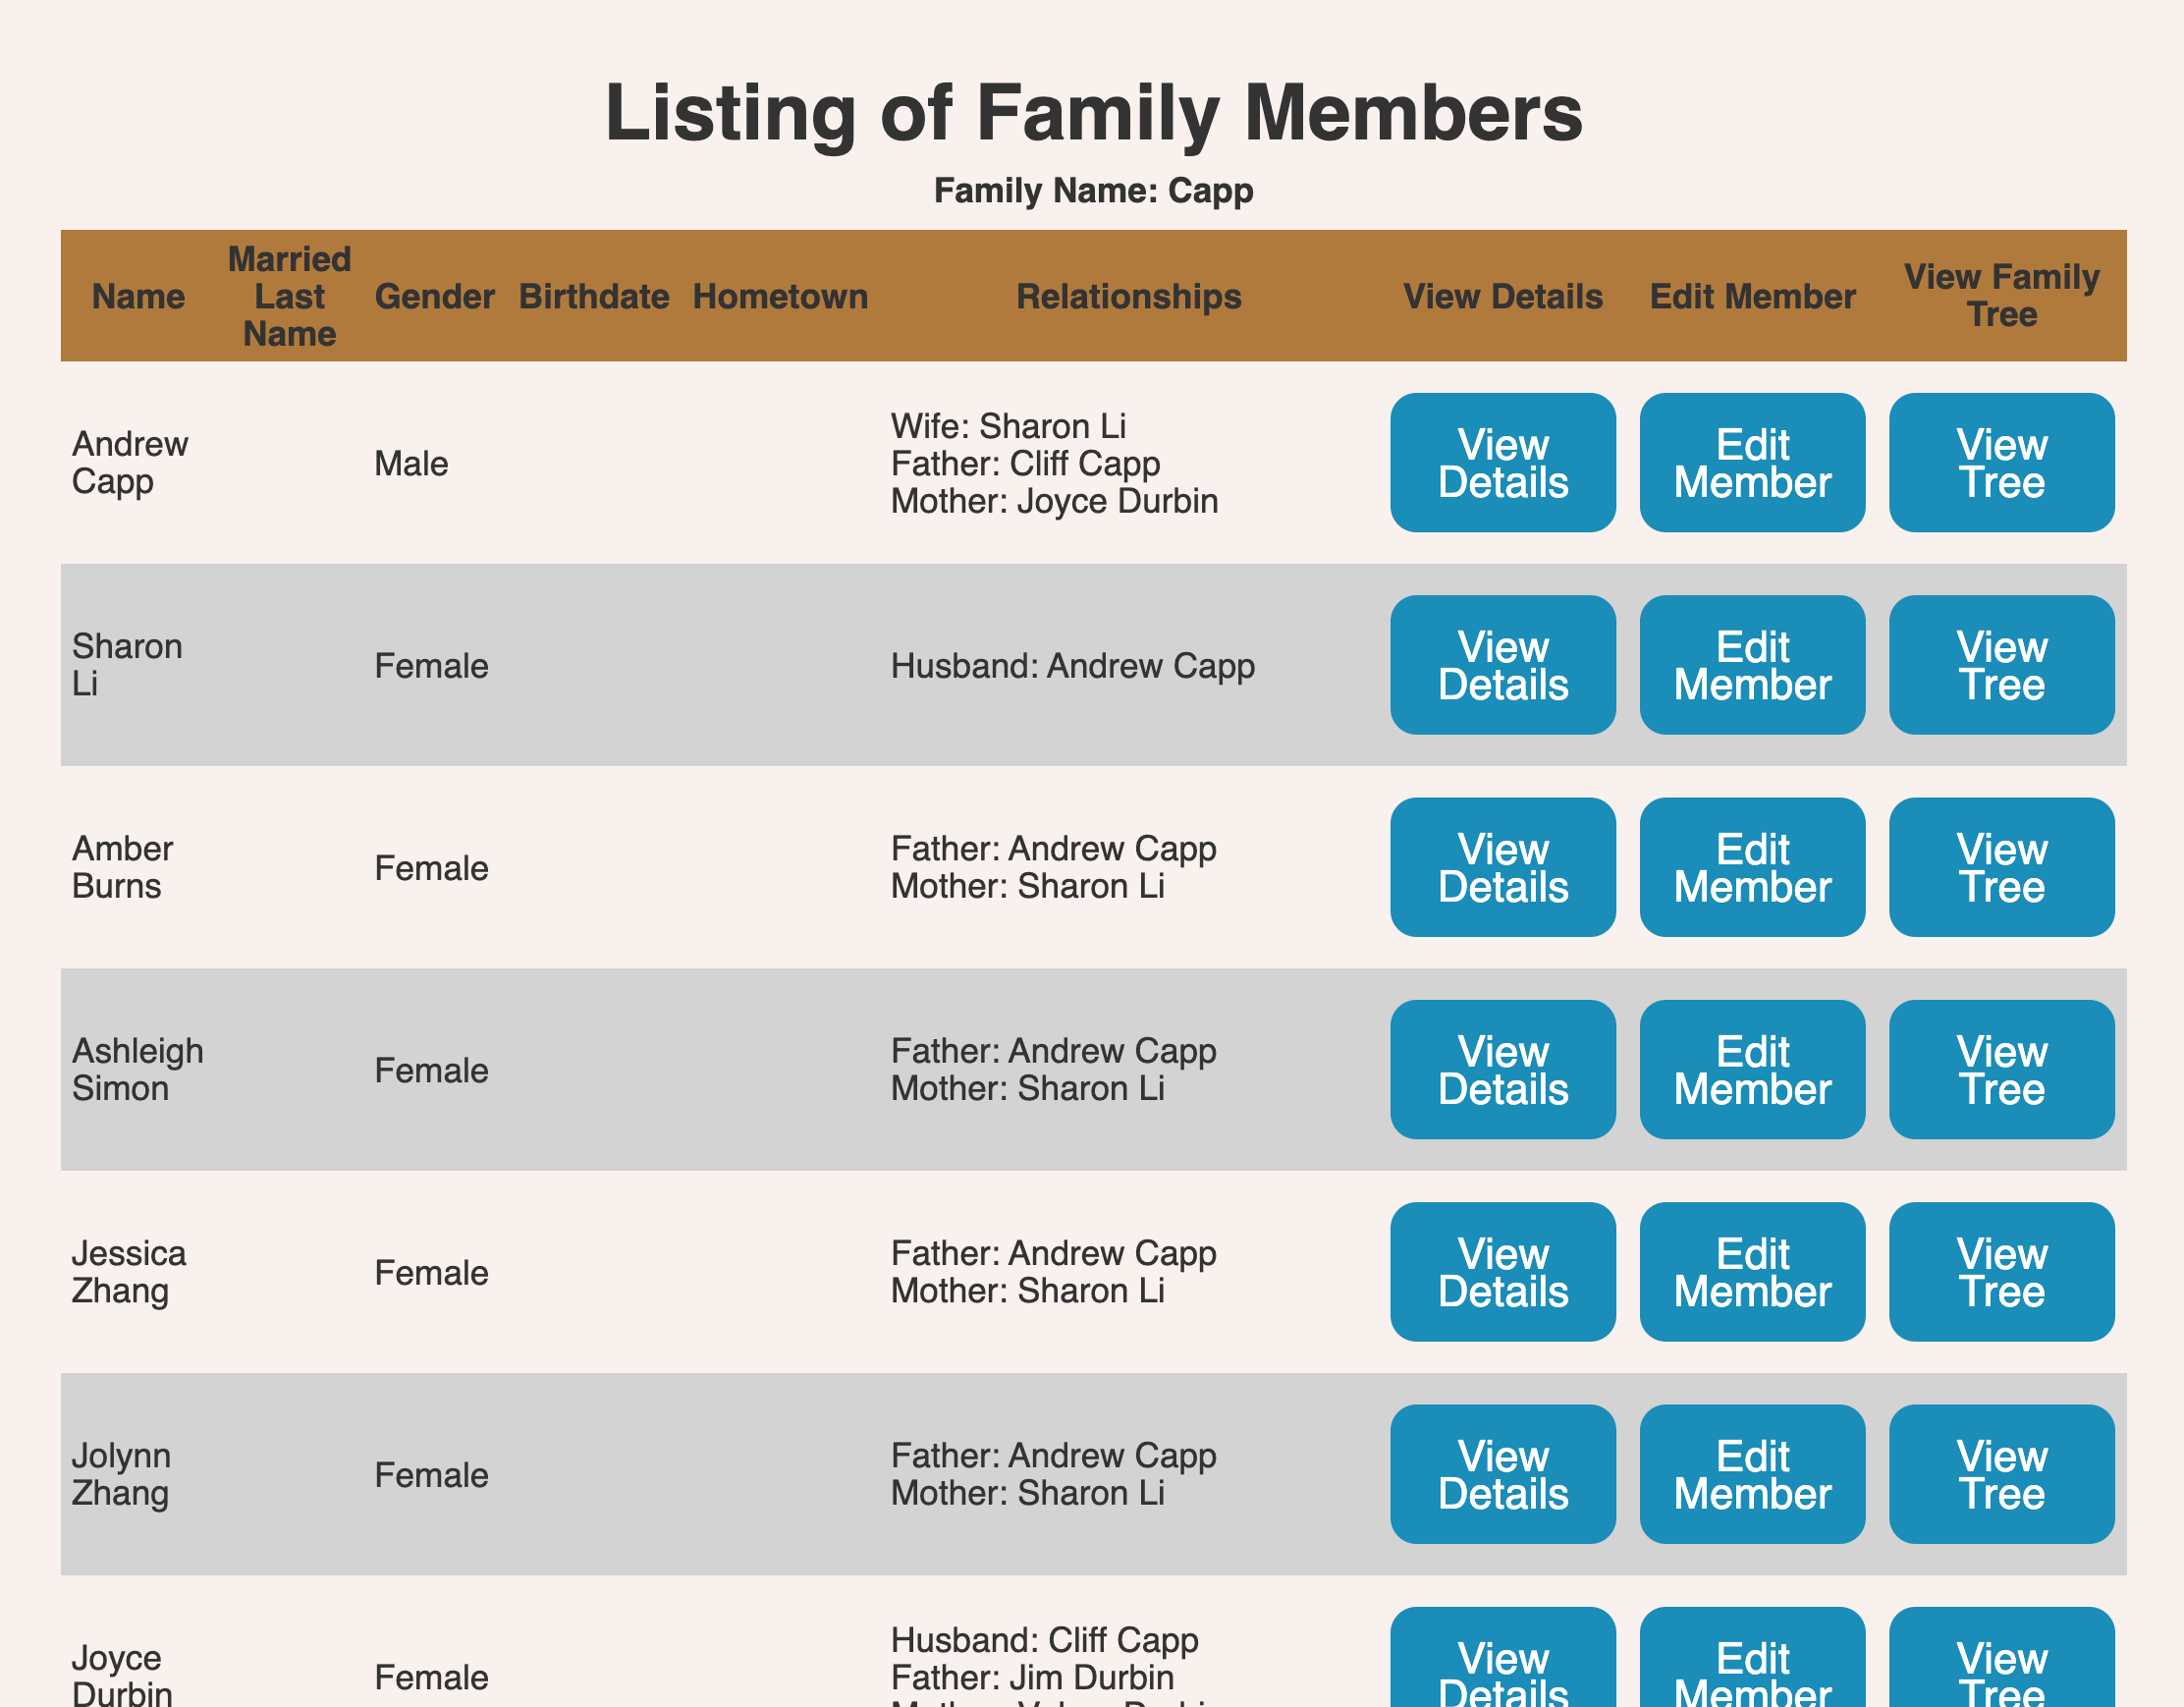 Listing of Family Members
Family Name: Capp
Name
Married
Last
Name
Gender
Birthdate
Hometown
Relationships
View Details
Edit Member
View Family
Tree
Andrew
Capp
Male
Wife: Sharon Li
Father: Cliff Capp
Mother: Joyce Durbin
View
Details
Edit
Member
View
Tree
Sharon
Li
Female
Husband: Andrew Capp
View
Details
Edit
Member
View
Tree
Amber
Burns
Female
Father: Andrew Capp
Mother: Sharon Li
View
Details
Edit
Member
View
Tree
Ashleigh
Simon
Female
Father: Andrew Capp
Mother: Sharon Li
View
Details
Edit
Member
View
Tree
Jessica
Zhang
Female
Father: Andrew Capp
Mother: Sharon Li
View
Details
Edit
Member
View
Tree
Jolynn
Zhang
Female
Father: Andrew Capp
Mother: Sharon Li
View
Details
Edit
Member
View
Tree
Joyce
Durbin
Female
Husband: Cliff Capp
Father: Jim Durbin
View
Details
Edit
Member
View
Tree